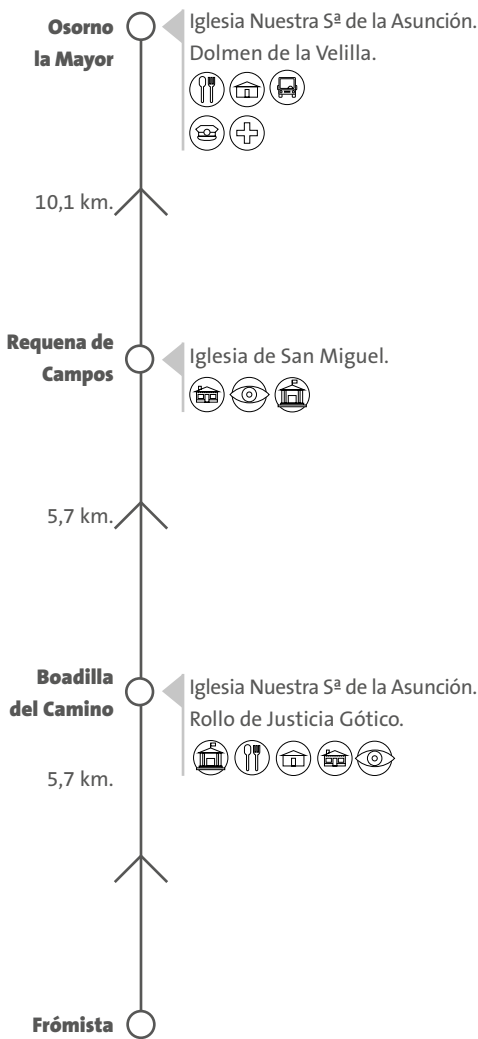 Osorno
la Mayor
Iglesia Nuestra Sª de la Asunción.
Dolmen de la Velilla.
10,1 km.
Requena de
Campos
Iglesia de San Miguel.
5,7 km.
Boadilla
del Camino
Iglesia Nuestra Sª de la Asunción.
Rollo de Justicia Gótico.
5,7 km.
Frómista